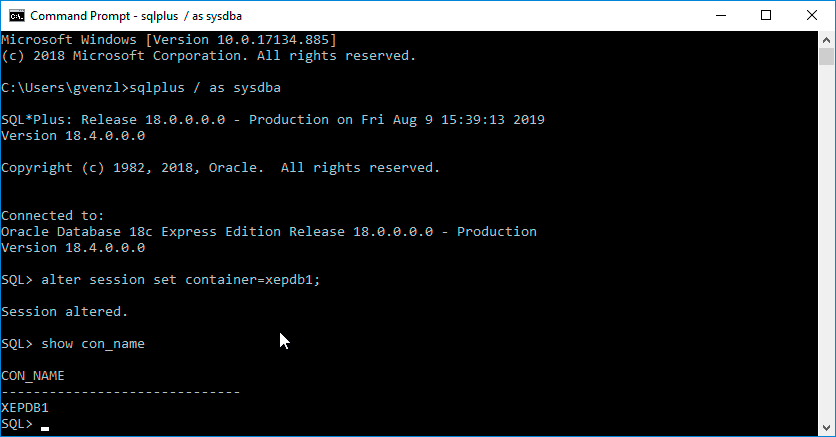 Command Prompt - sqlplus / as sysdba
Microsoft Windows [Version 10.0.17134.885]
(c) 2018 Microsoft Corporation. All rights reserved.
C:\Users\gvenzl>sqlplus / as sysdba
SQL*Plus: Release 18.0.0.0.0 - Production on Fri Aug 9 15:39:13 2019
Version 18.4.0.0.0
Copyright (c) 1982, 2018, Oracle.  All rights reserved.
Connected to:
Oracle Database 18c Express Edition Release 18.0.0.0.0 - Production
Version 18.4.0.0.0
SQL> alter session set container=xepdb1;
Session altered.
SQL> show con_name
CON_NAME
------------------------------
XEPDB1
SQL>